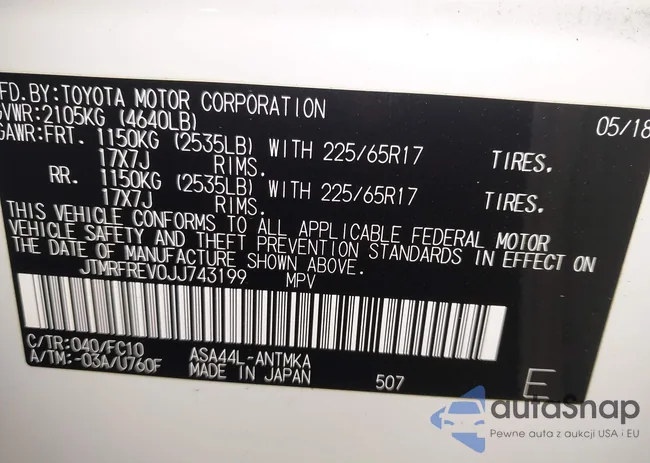 MFD.BY:TOYOTA MOTOR CORPORATION 05/18
GVWR:2105KG (4640LB)
GAWR:FRT. 1150KG (2535LB) WITH 225/65R17 TIRES.
17X7J RIMS.
RR. 1150KG (2535LB) WITH 225/65R17 TIRES.
17X7J RIMS.
THIS VEHICLE CONFORMS TO ALL APPLICABLE FEDERAL MOTOR
VEHICLE SAFETY AND THEFT PREVENTION STANDARDS IN EFFECT ON
THE DATE OF MANUFACTURE SHOWN ABOVE.
JTMRFREV0JJ743199 MPV
C/TR:040/FC10 ASA44L-ANTMKA
A/TM:-03A/U760F MADE IN JAPAN 507 E
autoSnap
Pewne auta z aukcji USA i EU